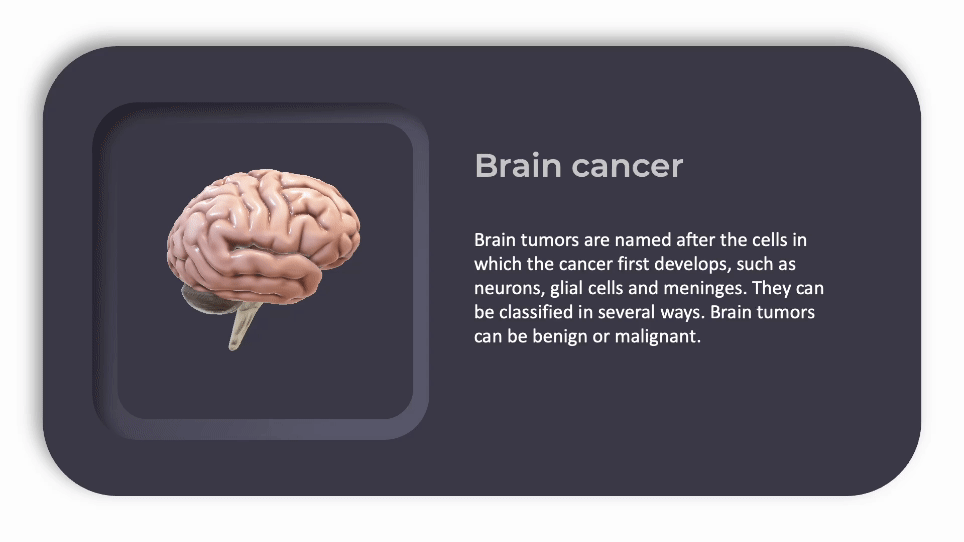 Brain cancer
Brain tumors are named after the cells in
which the cancer first develops, such as
neurons, glial cells and meninges. They can
be classified in several ways. Brain tumors
can be benign or malignant.